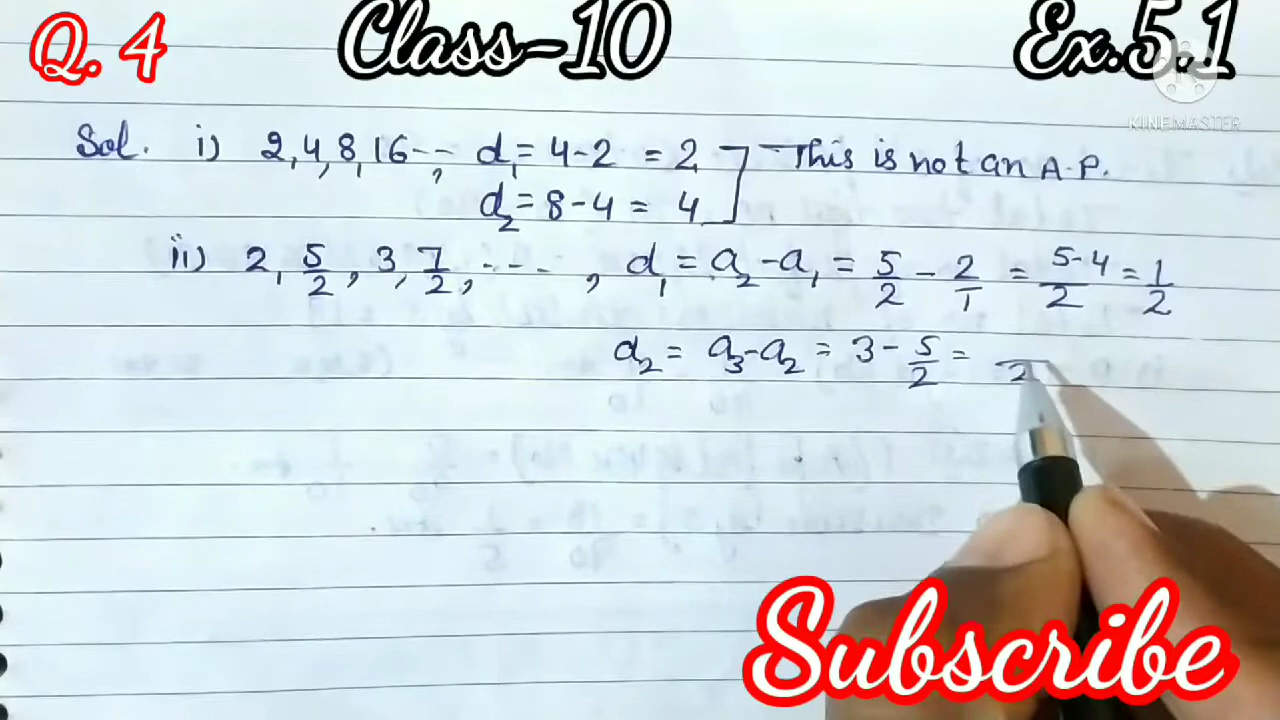 Q. 4 Class-10 Ex.5.1
KINEMASTER
Sol. i) 2,4,8,16--, d₁ = 4-2 = 2 This is not an A.P.
d₂ = 8-4 = 4
ii) 2, 5/2, 3, 7/2, ----, d₁ = a₂-a₁ = 5/2 - 2/1 = 5-4/2 = 1/2
d₂ = a₃-a₂ = 3 - 5/2 = /2
Subscribe